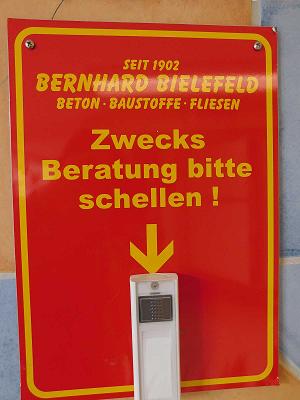 SEIT 1902
BERNHARD BIELEFELD
BETON · BAUSTOFFE · FLIESEN
Zwecks
Beratung bitte
schellen !